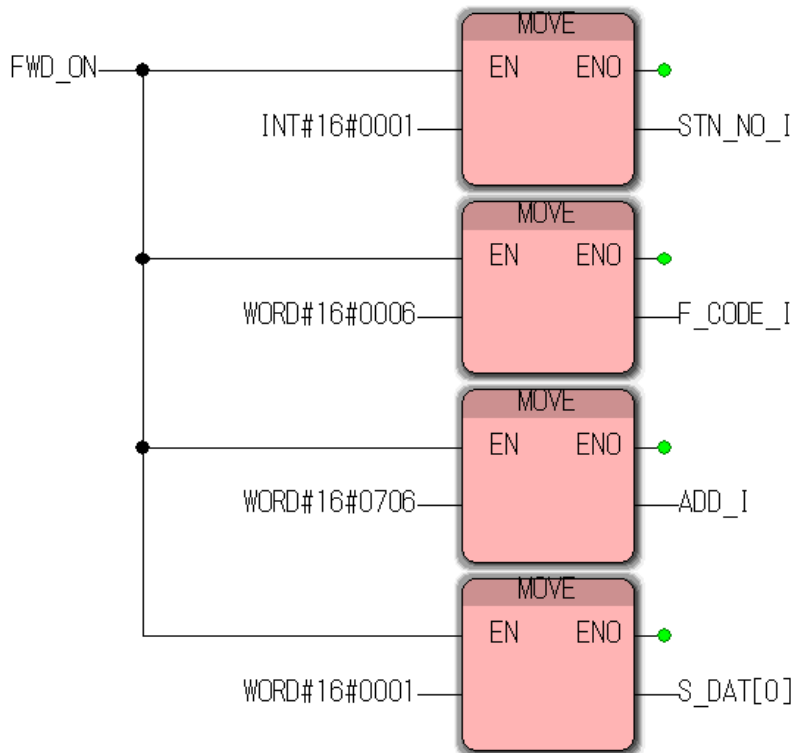 MOVE
FWD_ON EN ENO
INT#16#0001 STN_NO_I
MOVE
EN ENO
WORD#16#0006 F_CODE_I
MOVE
EN ENO
WORD#16#0706 ADD_I
MOVE
EN ENO
WORD#16#0001 S_DAT[0]